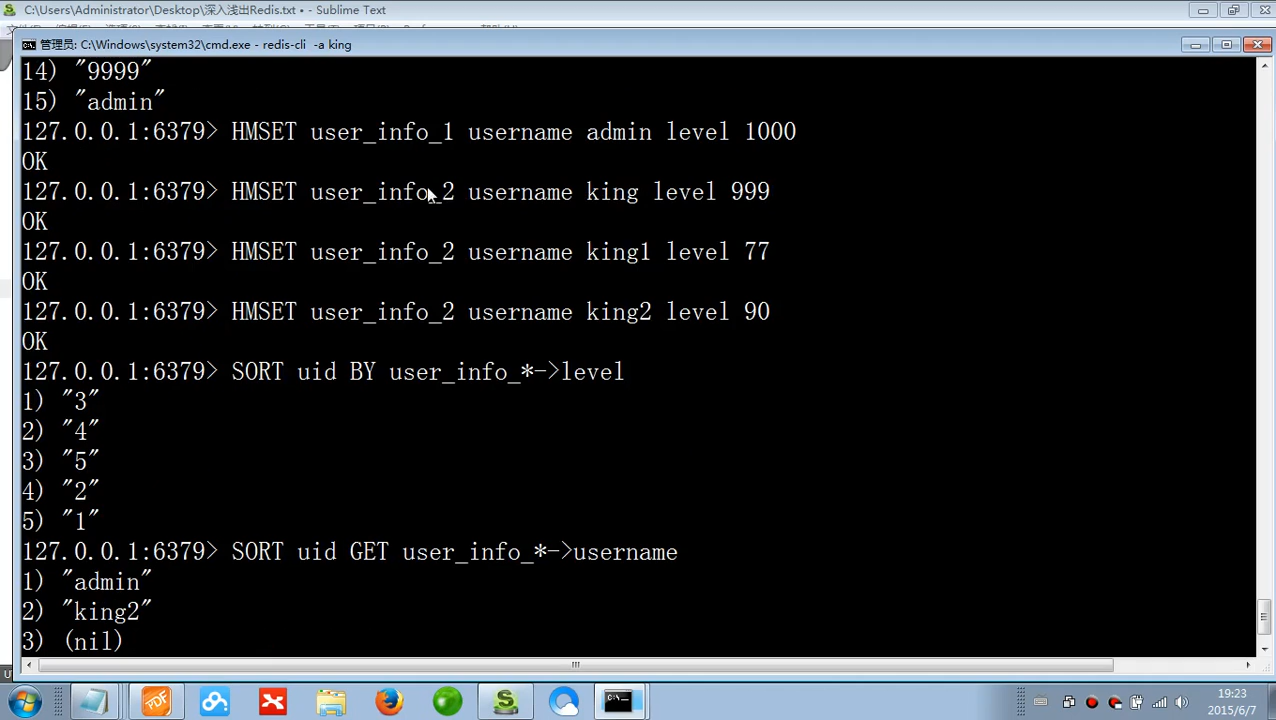 C:\Users\Administrator\Desktop\深入浅出Redis.txt • - Sublime Text
管理员: C:\Windows\system32\cmd.exe - redis-cli  -a king
14) "9999"
15) "admin"
127.0.0.1:6379> HMSET user_info_1 username admin level 1000
OK
127.0.0.1:6379> HMSET user_info_2 username king level 999
OK
127.0.0.1:6379> HMSET user_info_2 username king1 level 77
OK
127.0.0.1:6379> HMSET user_info_2 username king2 level 90
OK
127.0.0.1:6379> SORT uid BY user_info_*->level
1) "3"
2) "4"
3) "5"
4) "2"
5) "1"
127.0.0.1:6379> SORT uid GET user_info_*->username
1) "admin"
2) "king2"
3) (nil)
PDF
19:23
2015/6/7